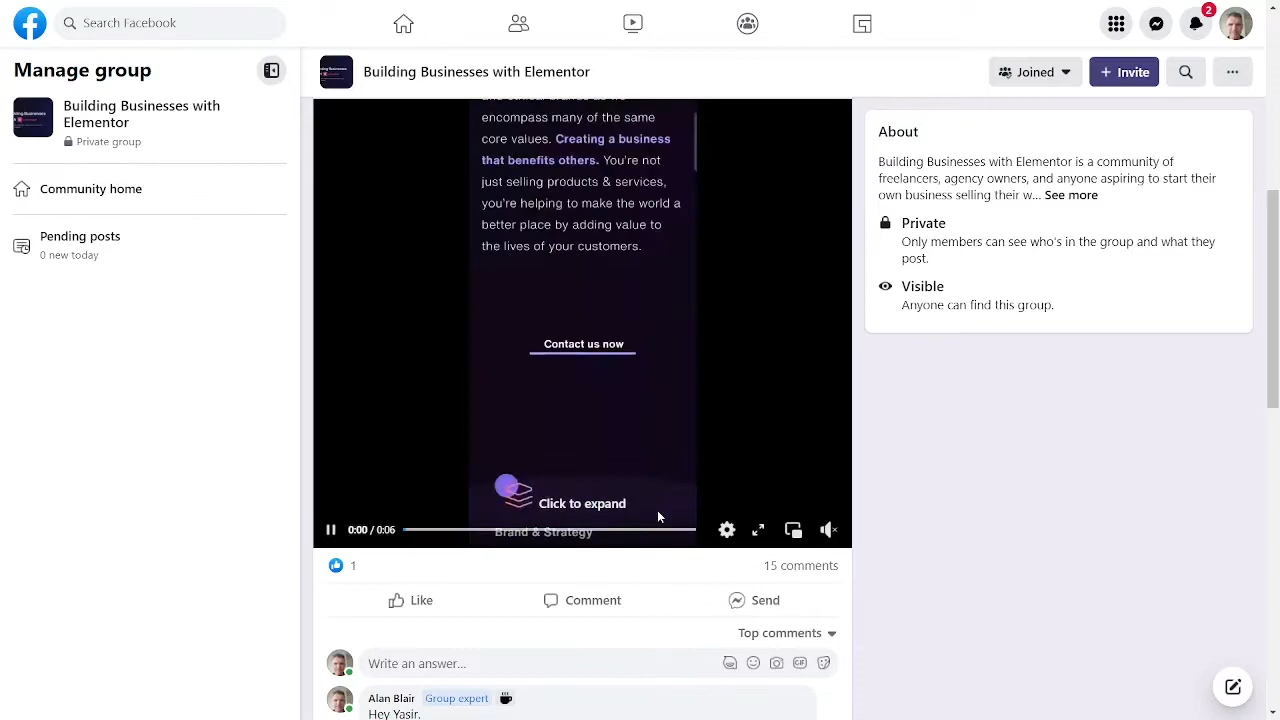 Search Facebook
2
Manage group
Building Businesses with
Elementor
Private group
Community home
Pending posts
0 new today
Building Businesses with Elementor
Joined
+ Invite
encompass many of the same
core values. Creating a business
that benefits others. You're not
just selling products & services,
you're helping to make the world a
better place by adding value to
the lives of your customers.
Contact us now
Click to expand
0:00 / 0:06
Brand & Strategy
1
15 comments
Like
Comment
Send
Top comments
Write an answer...
GIF
Alan Blair Group expert
Hey Yasir.
About
Building Businesses with Elementor is a community of
freelancers, agency owners, and anyone aspiring to start their
own business selling their w... See more
Private
Only members can see who's in the group and what they
post.
Visible
Anyone can find this group.